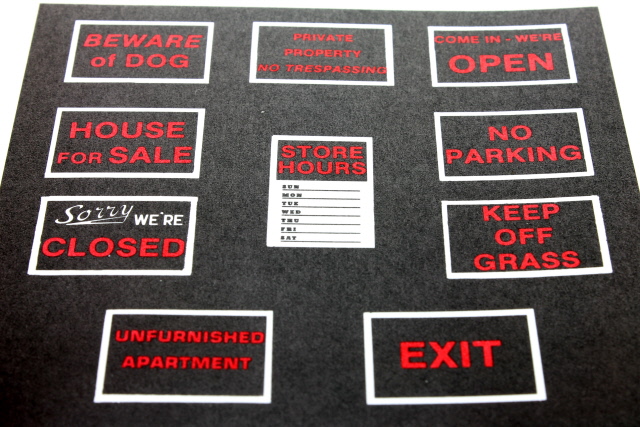 BEWARE
of DOG
PRIVATE
PROPERTY
NO TRESPASSING
COME IN - WE'RE
OPEN
HOUSE
FOR SALE
STORE
HOURS
SUN
MON
TUE
WED
THU
FRI
SAT
NO
PARKING
Sorry WE'RE
CLOSED
KEEP
OFF
GRASS
UNFURNISHED
APARTMENT
EXIT